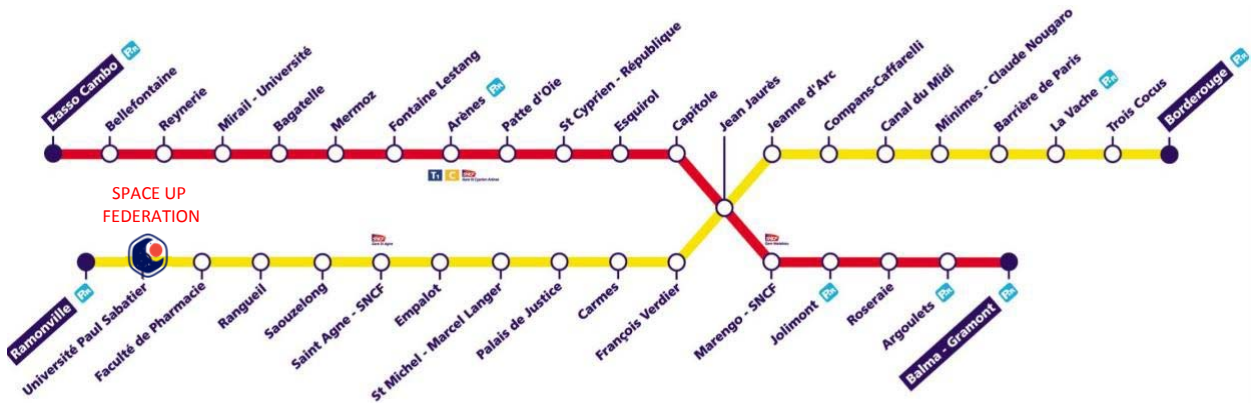 Basso Cambo
Bellefontaine
Reynerie
Mirail - Université
Bagatelle
Mermoz
Fontaine Lestang
Arènes
Patte d'Oie
St Cyprien - République
Esquirol
Capitole
Jean Jaurès
Jeanne d'Arc
Compans-Caffarelli
Canal du Midi
Minimes - Claude Nougaro
Barrière de Paris
La Vache
Trois Cocus
Borderouge
T1 C
SPACE UP
FEDERATION
Ramonville
Université Paul Sabatier
Faculté de Pharmacie
Rangueil
Saouzelong
Saint Agne - SNCF
Empalot
St Michel - Marcel Langer
Palais de Justice
Carmes
François Verdier
Marengo - SNCF
Jolimont
Roseraie
Argoulets
Balma - Gramont